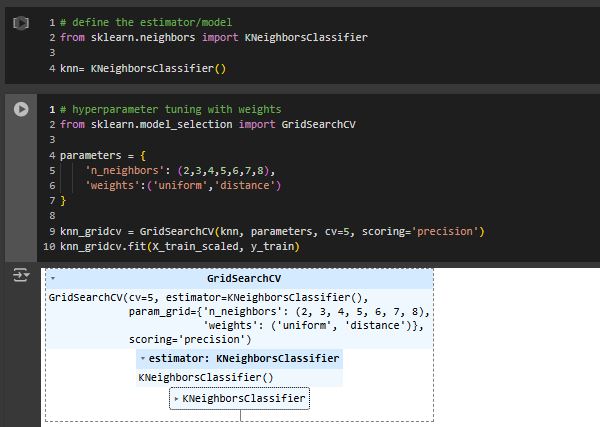 1 # define the estimator/model
2 from sklearn.neighbors import KNeighborsClassifier
3
4 knn= KNeighborsClassifier()
1 # hyperparameter tuning with weights
2 from sklearn.model_selection import GridSearchCV
3
4 parameters = {
5     'n_neighbors': (2,3,4,5,6,7,8),
6     'weights':('uniform','distance')
7 }
8
9 knn_gridcv = GridSearchCV(knn, parameters, cv=5, scoring='precision')
10 knn_gridcv.fit(X_train_scaled, y_train)
GridSearchCV
GridSearchCV(cv=5, estimator=KNeighborsClassifier(),
             param_grid={'n_neighbors': (2, 3, 4, 5, 6, 7, 8),
                         'weights': ('uniform', 'distance')},
             scoring='precision')
estimator: KNeighborsClassifier
KNeighborsClassifier()
KNeighborsClassifier